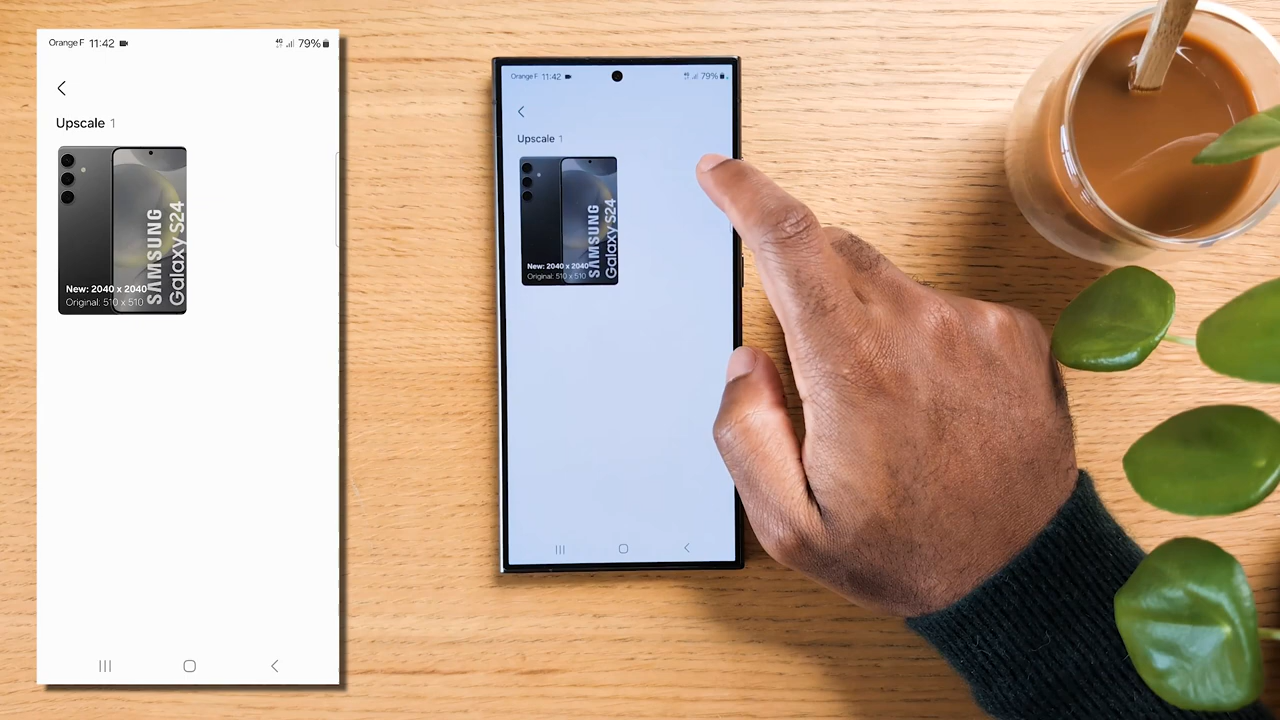 Orange F 11:42
4G 79%
Upscale 1
SAMSUNG
Galaxy S24
New: 2040 x 2040
Original: 510 x 510
Orange F 11:42
79%
Upscale 1
SAMSUNG
Galaxy S24
New: 2040 x 2040
Original: 510 x 510